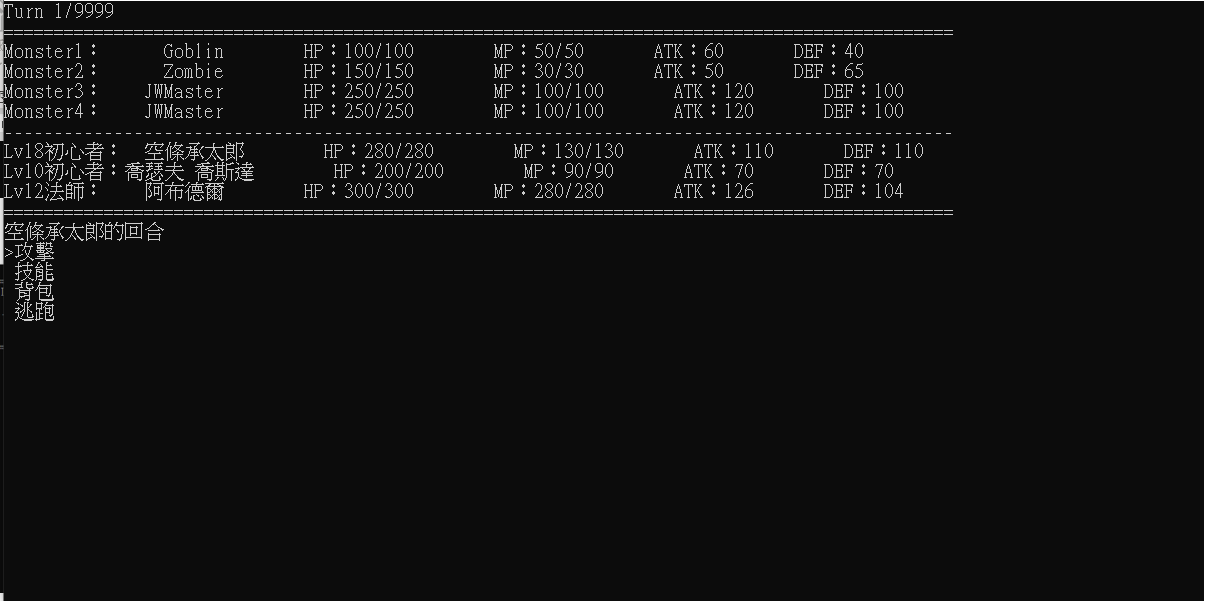 Turn 1/9999
===============================================================================================
Monster1： Goblin HP：100/100 MP：50/50 ATK：60 DEF：40
Monster2： Zombie HP：150/150 MP：30/30 ATK：50 DEF：65
Monster3： JWMaster HP：250/250 MP：100/100 ATK：120 DEF：100
Monster4： JWMaster HP：250/250 MP：100/100 ATK：120 DEF：100
-----------------------------------------------------------------------------------------------
Lv18初心者： 空條承太郎 HP：280/280 MP：130/130 ATK：110 DEF：110
Lv10初心者：喬瑟夫 喬斯達 HP：200/200 MP：90/90 ATK：70 DEF：70
Lv12法師： 阿布德爾 HP：300/300 MP：280/280 ATK：126 DEF：104
===============================================================================================
空條承太郎的回合
>攻擊
技能
背包
逃跑